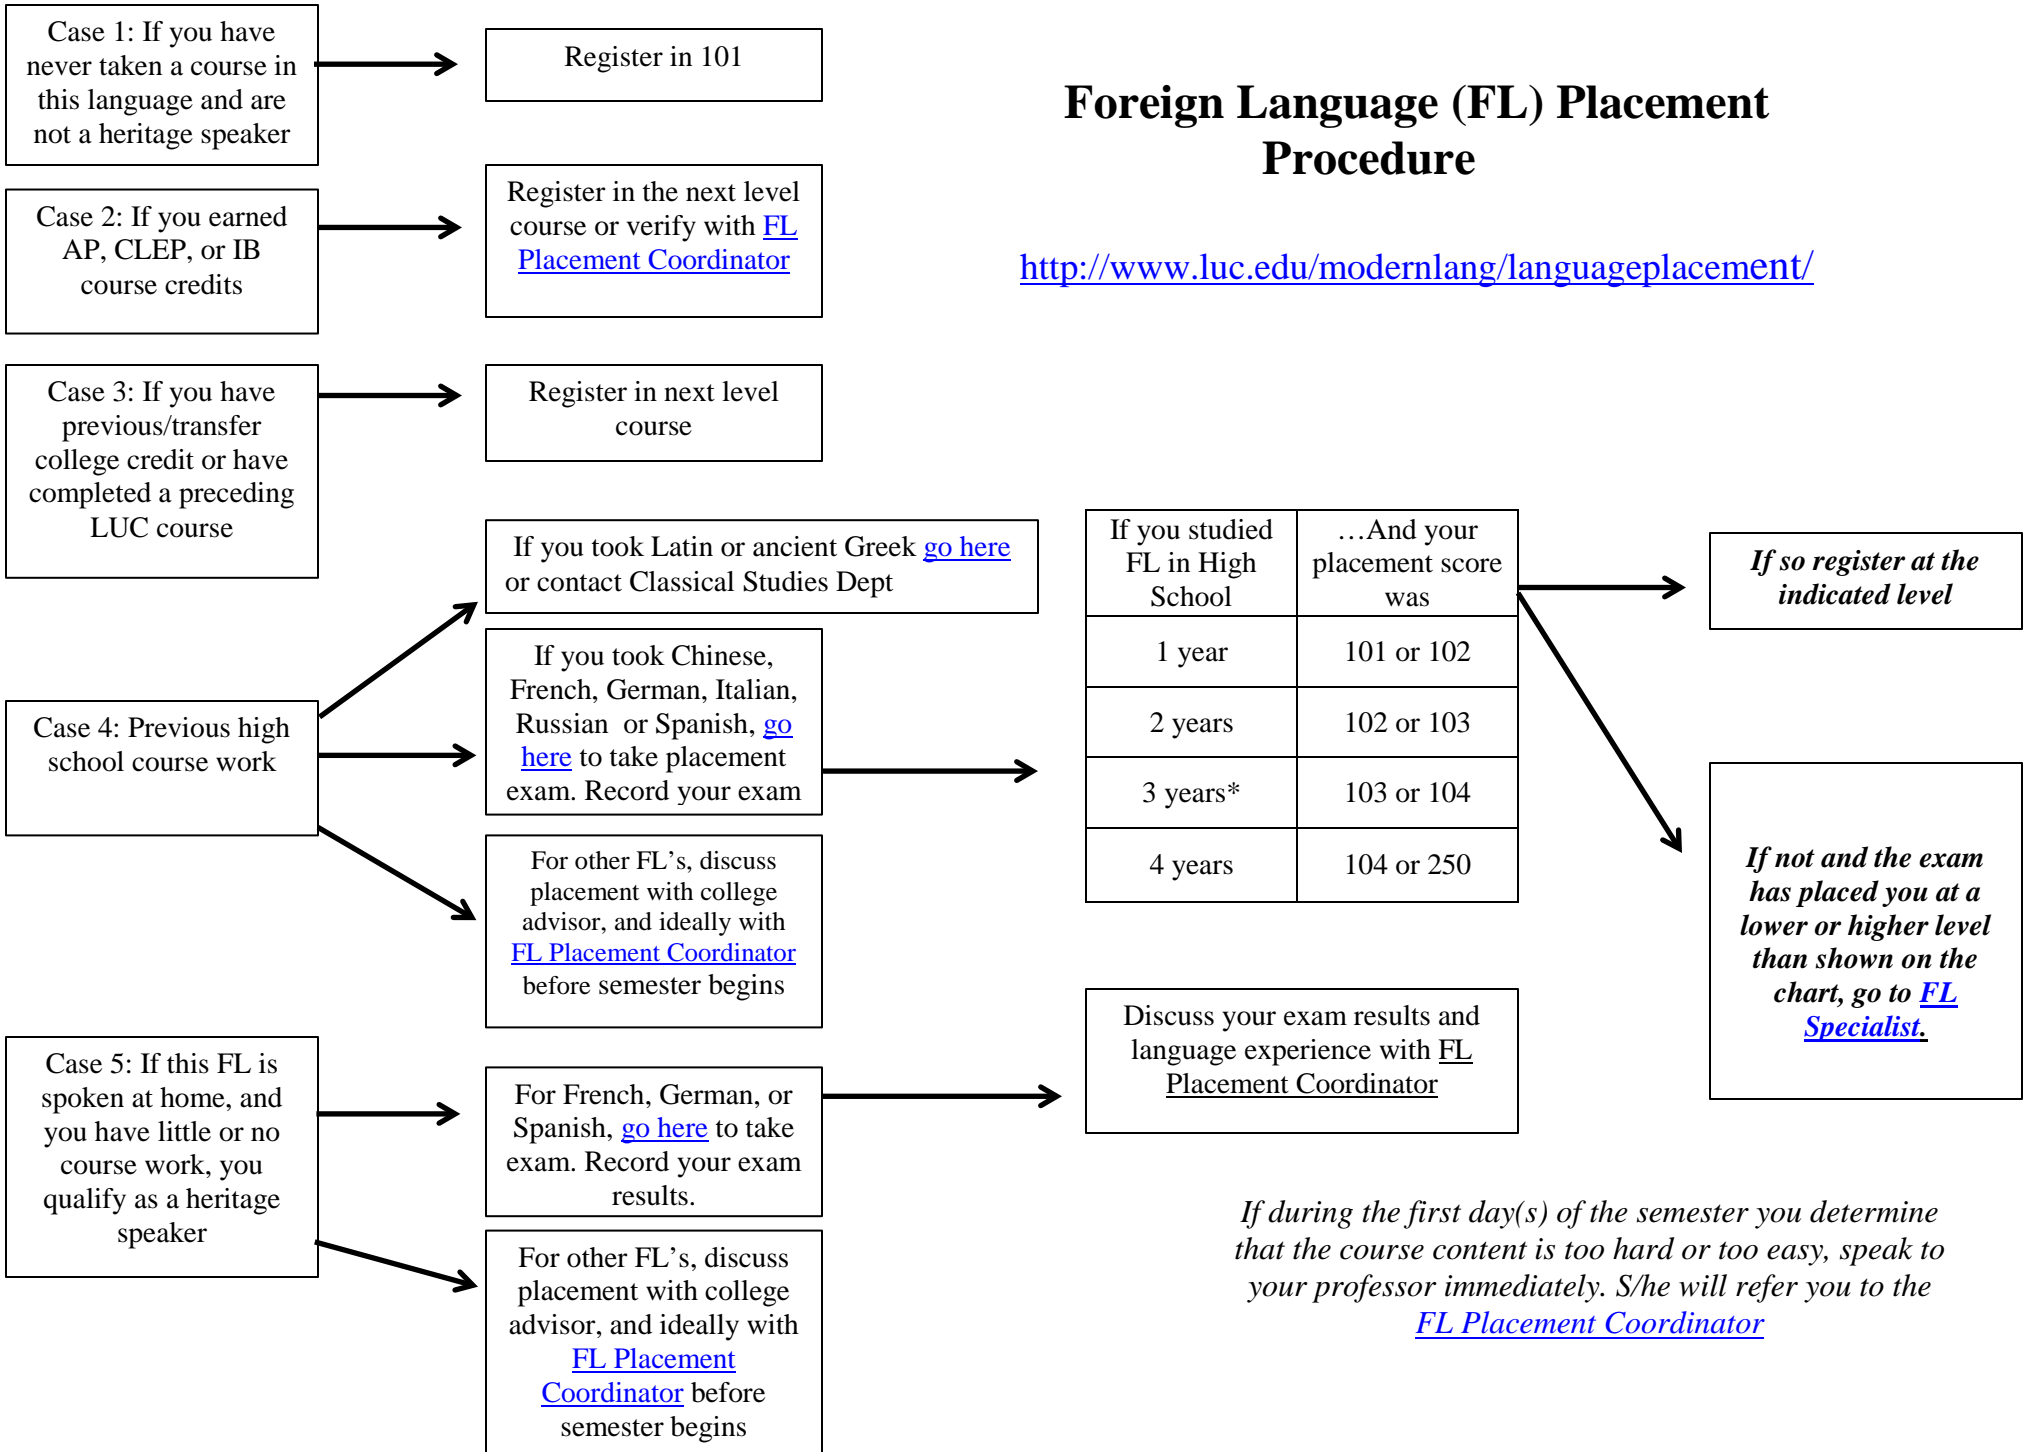 Case 1: If you have
never taken a course in
this language and are
not a heritage speaker
Register in 101
Foreign Language (FL) Placement
Procedure
http://www.luc.edu/modernlang/languageplacement/
Case 2: If you earned
AP, CLEP, or IB
course credits
Register in the next level
course or verify with FL
Placement Coordinator
Case 3: If you have
previous/transfer
college credit or have
completed a preceding
LUC course
Register in next level
course
Case 4: Previous high
school course work
If you took Latin or ancient Greek go here
or contact Classical Studies Dept
If you took Chinese,
French, German, Italian,
Russian  or Spanish, go
here to take placement
exam. Record your exam
For other FL’s, discuss
placement with college
advisor, and ideally with
FL Placement Coordinator
before semester begins
If you studied
FL in High
School
…And your
placement score
was
1 year
101 or 102
2 years
102 or 103
3 years*
103 or 104
4 years
104 or 250
If so register at the
indicated level
If not and the exam
has placed you at a
lower or higher level
than shown on the
chart, go to FL
Specialist.
Case 5: If this FL is
spoken at home, and
you have little or no
course work, you
qualify as a heritage
speaker
For French, German, or
Spanish, go here to take
exam. Record your exam
results.
Discuss your exam results and
language experience with FL
Placement Coordinator
For other FL’s, discuss
placement with college
advisor, and ideally with
FL Placement
Coordinator before
semester begins
If during the first day(s) of the semester you determine
that the course content is too hard or too easy, speak to
your professor immediately. S/he will refer you to the
FL Placement Coordinator